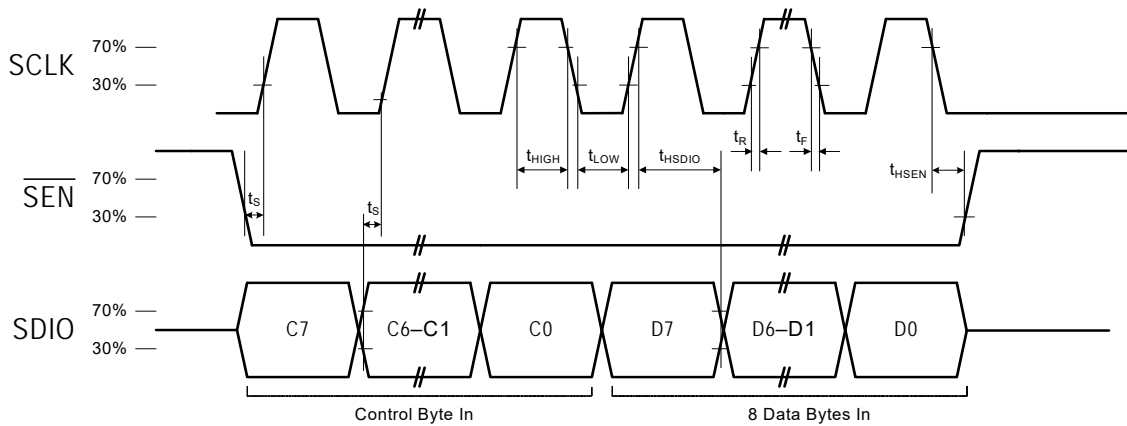 SCLK
70%
30%
tR
tF
tHIGH
tLOW
tHSDIO
tHSEN
SEN
70%
30%
tS
tS
SDIO
70%
30%
C7
C6–C1
C0
D7
D6–D1
D0
Control Byte In
8 Data Bytes In